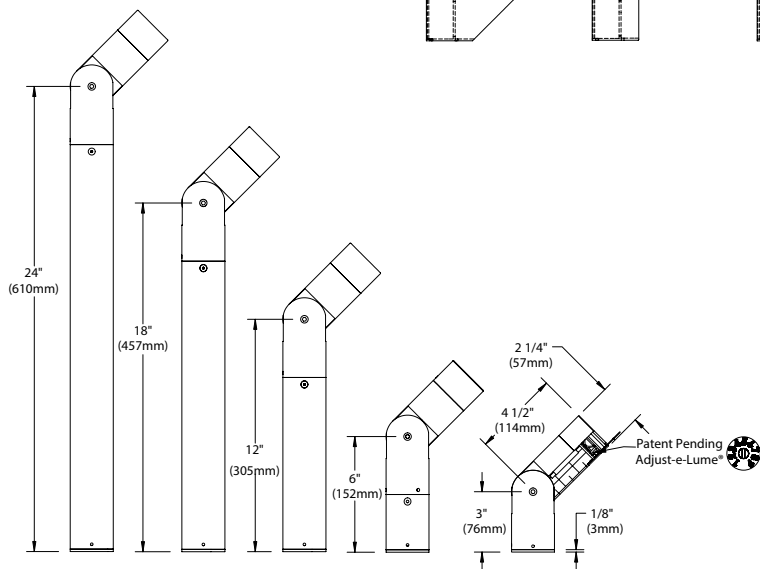 24"
(610mm)
18"
(457mm)
12"
(305mm)
6"
(152mm)
2 1/4"
(57mm)
4 1/2"
(114mm)
3"
(76mm)
Patent Pending
Adjust-e-Lume®
1/8"
(3mm)